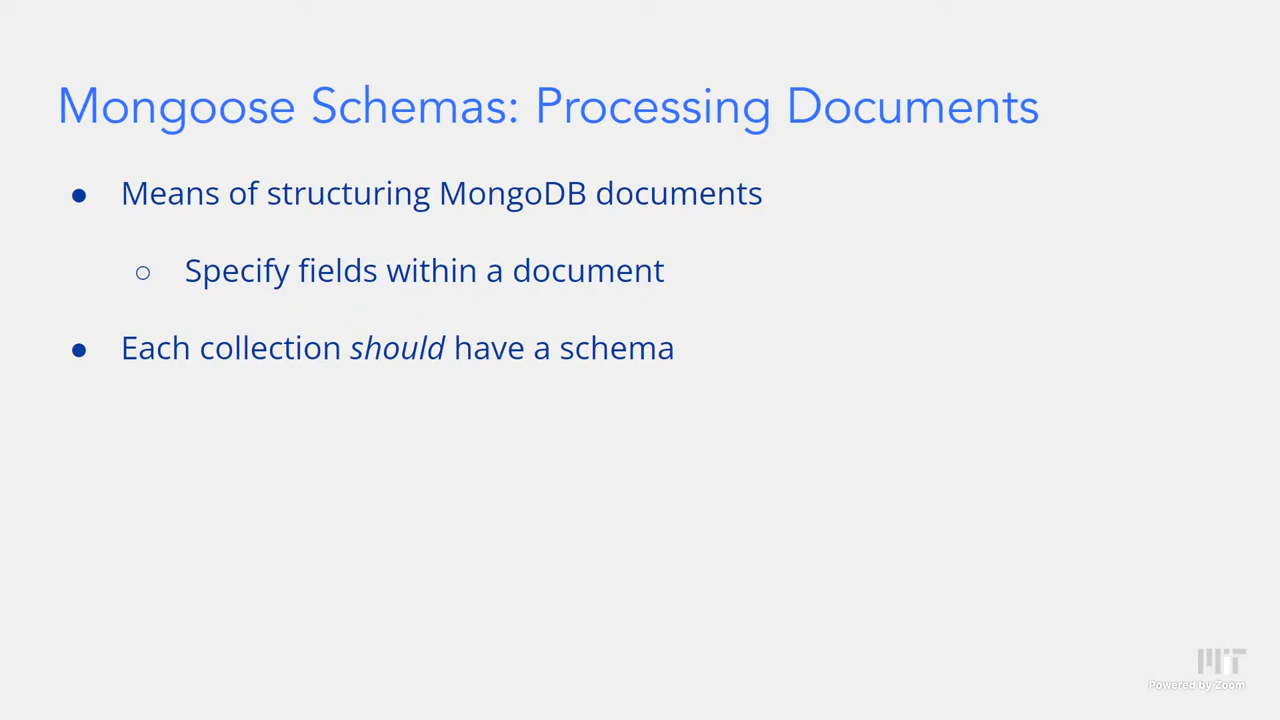 Mongoose Schemas: Processing Documents
● Means of structuring MongoDB documents
○ Specify fields within a document
● Each collection should have a schema
MIT
Powered by Zoom